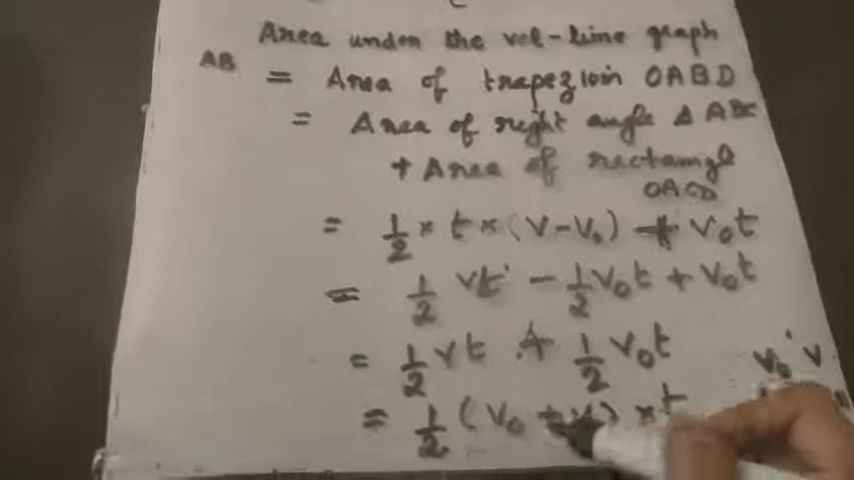 Area under the vel-time graph
AB = Area of trapezioin OABD
= Area of right angle Δ ABC
+ Area of rectangle
OACD
= 1/2 × t × (V - V₀) + V₀t
= 1/2 Vt - 1/2 V₀t + V₀t
= 1/2 Vt + 1/2 V₀t
= 1/2 (V₀ + V) × t
V₀ V